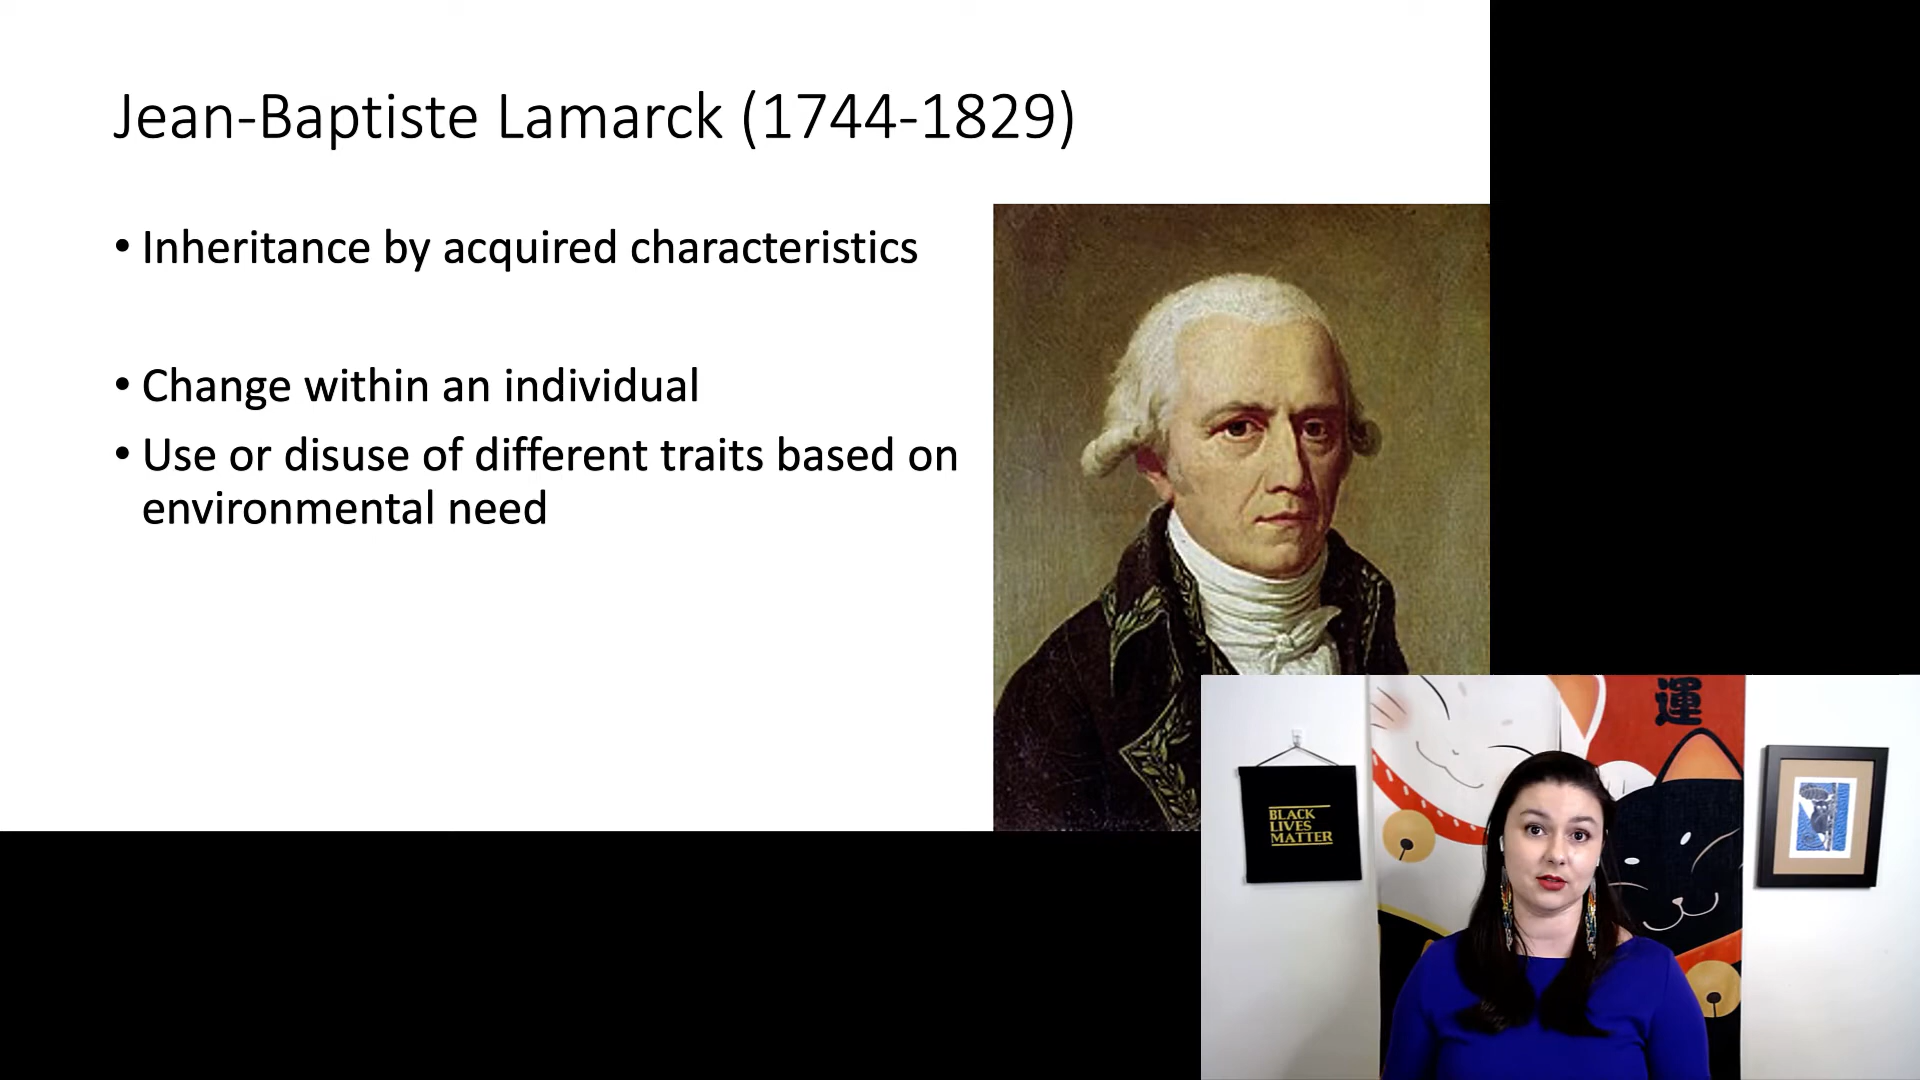 Jean-Baptiste Lamarck (1744-1829)
• Inheritance by acquired characteristics
• Change within an individual
• Use or disuse of different traits based on
environmental need
運
BLACK
LIVES
MATTER